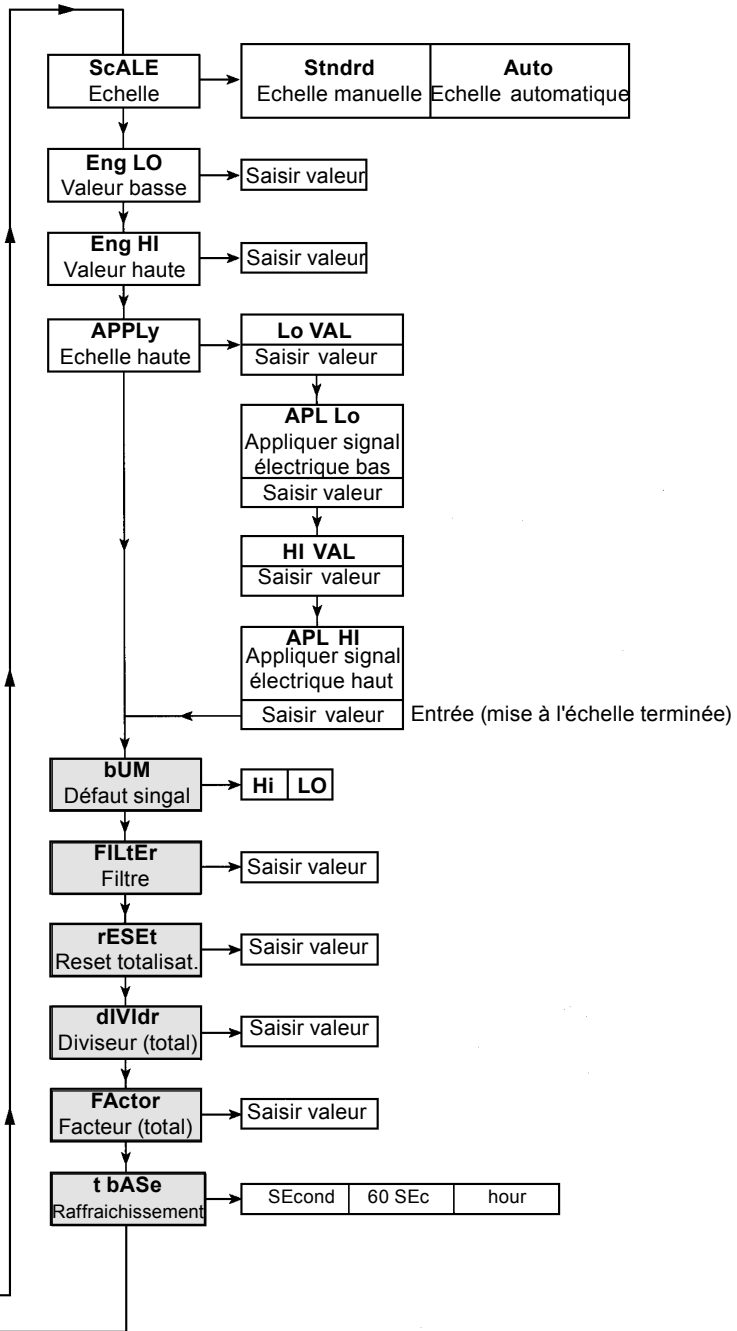 ScALE
Echelle
Stndrd
Echelle manuelle
Auto
Echelle automatique
Eng LO
Valeur basse
Saisir valeur
Eng HI
Valeur haute
Saisir valeur
APPLy
Echelle haute
Lo VAL
Saisir valeur
APL Lo
Appliquer signal
électrique bas
Saisir valeur
HI VAL
Saisir valeur
APL HI
Appliquer signal
électrique haut
Saisir valeur
Entrée (mise à l'échelle terminée)
bUM
Défaut singal
Hi
LO
FILtEr
Filtre
Saisir valeur
rESEt
Reset totalisat.
Saisir valeur
dIVIdr
Diviseur (total)
Saisir valeur
FActor
Facteur (total)
Saisir valeur
t bASe
Raffraichissement
SEcond
60 SEc
hour